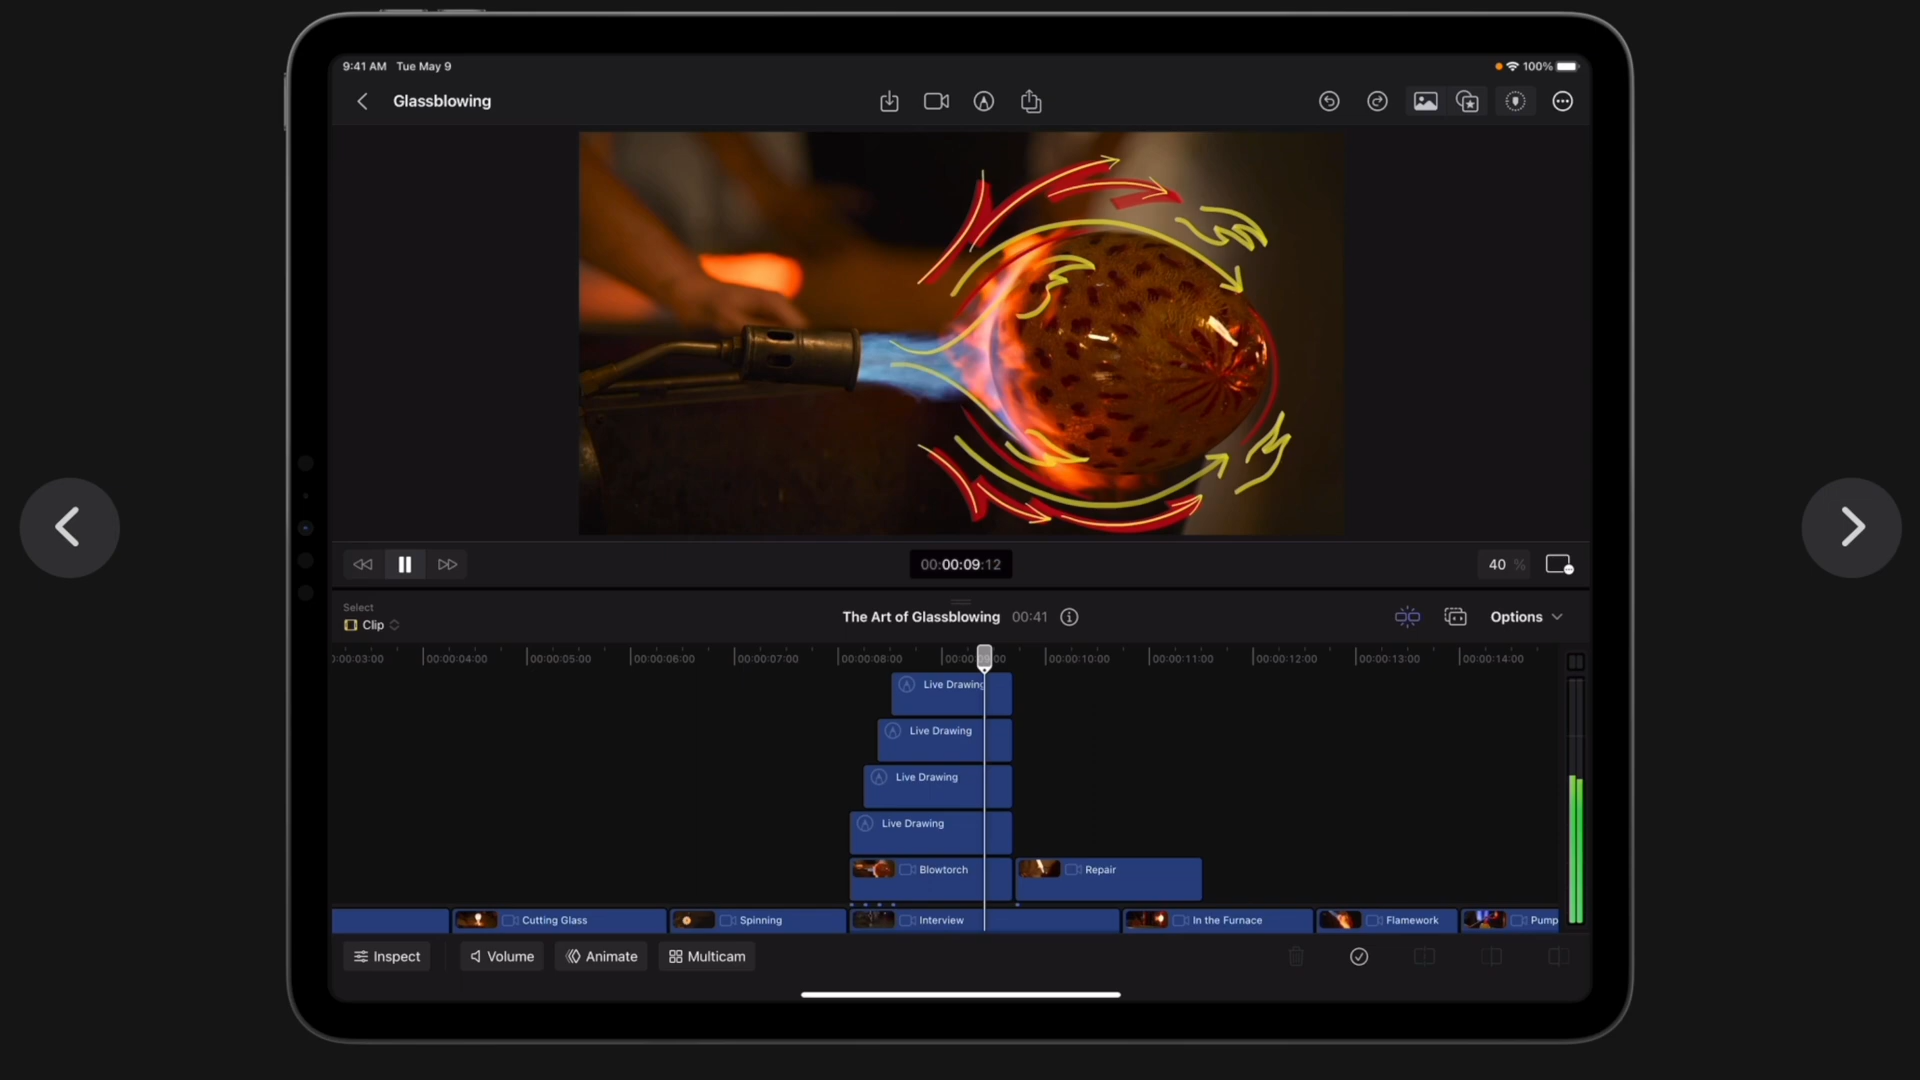 9:41 AM Tue May 9
100%
Glassblowing
00:00:09:12
40 %
Select
Clip
The Art of Glassblowing 00:41
Options
00:00:04:00 00:00:05:00 00:00:06:00 00:00:07:00 00:00:08:00 00:00:10:00 00:00:11:00 00:00:12:00 00:00:13:00 00:00:14:00
Live Drawing
Live Drawing
Live Drawing
Live Drawing
Blowtorch Repair
Cutting Glass Spinning Interview In the Furnace Flamework Pump
Inspect Volume Animate Multicam